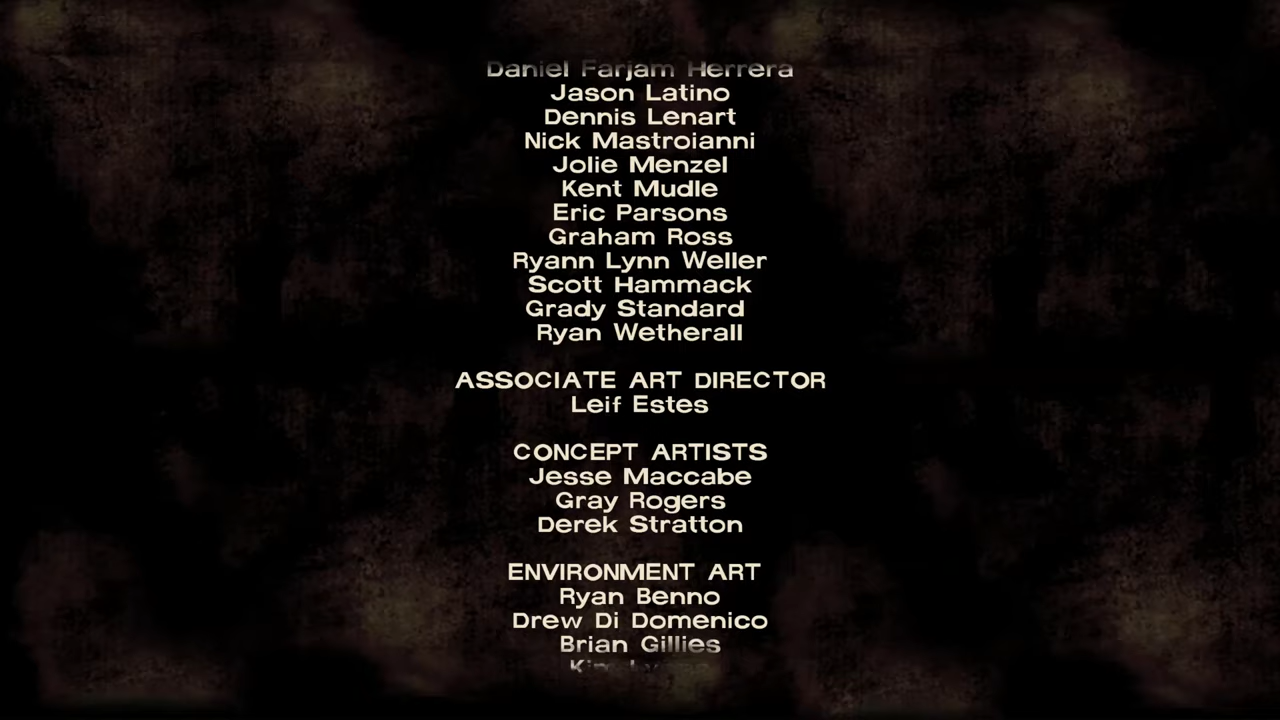 Daniel Farjam Herrera
Jason Latino
Dennis Lenart
Nick Mastroianni
Jolie Menzel
Kent Mudle
Eric Parsons
Graham Ross
Ryann Lynn Weller
Scott Hammack
Grady Standard
Ryan Wetherall
ASSOCIATE ART DIRECTOR
Leif Estes
CONCEPT ARTISTS
Jesse Maccabe
Gray Rogers
Derek Stratton
ENVIRONMENT ART
Ryan Benno
Drew Di Domenico
Brian Gillies